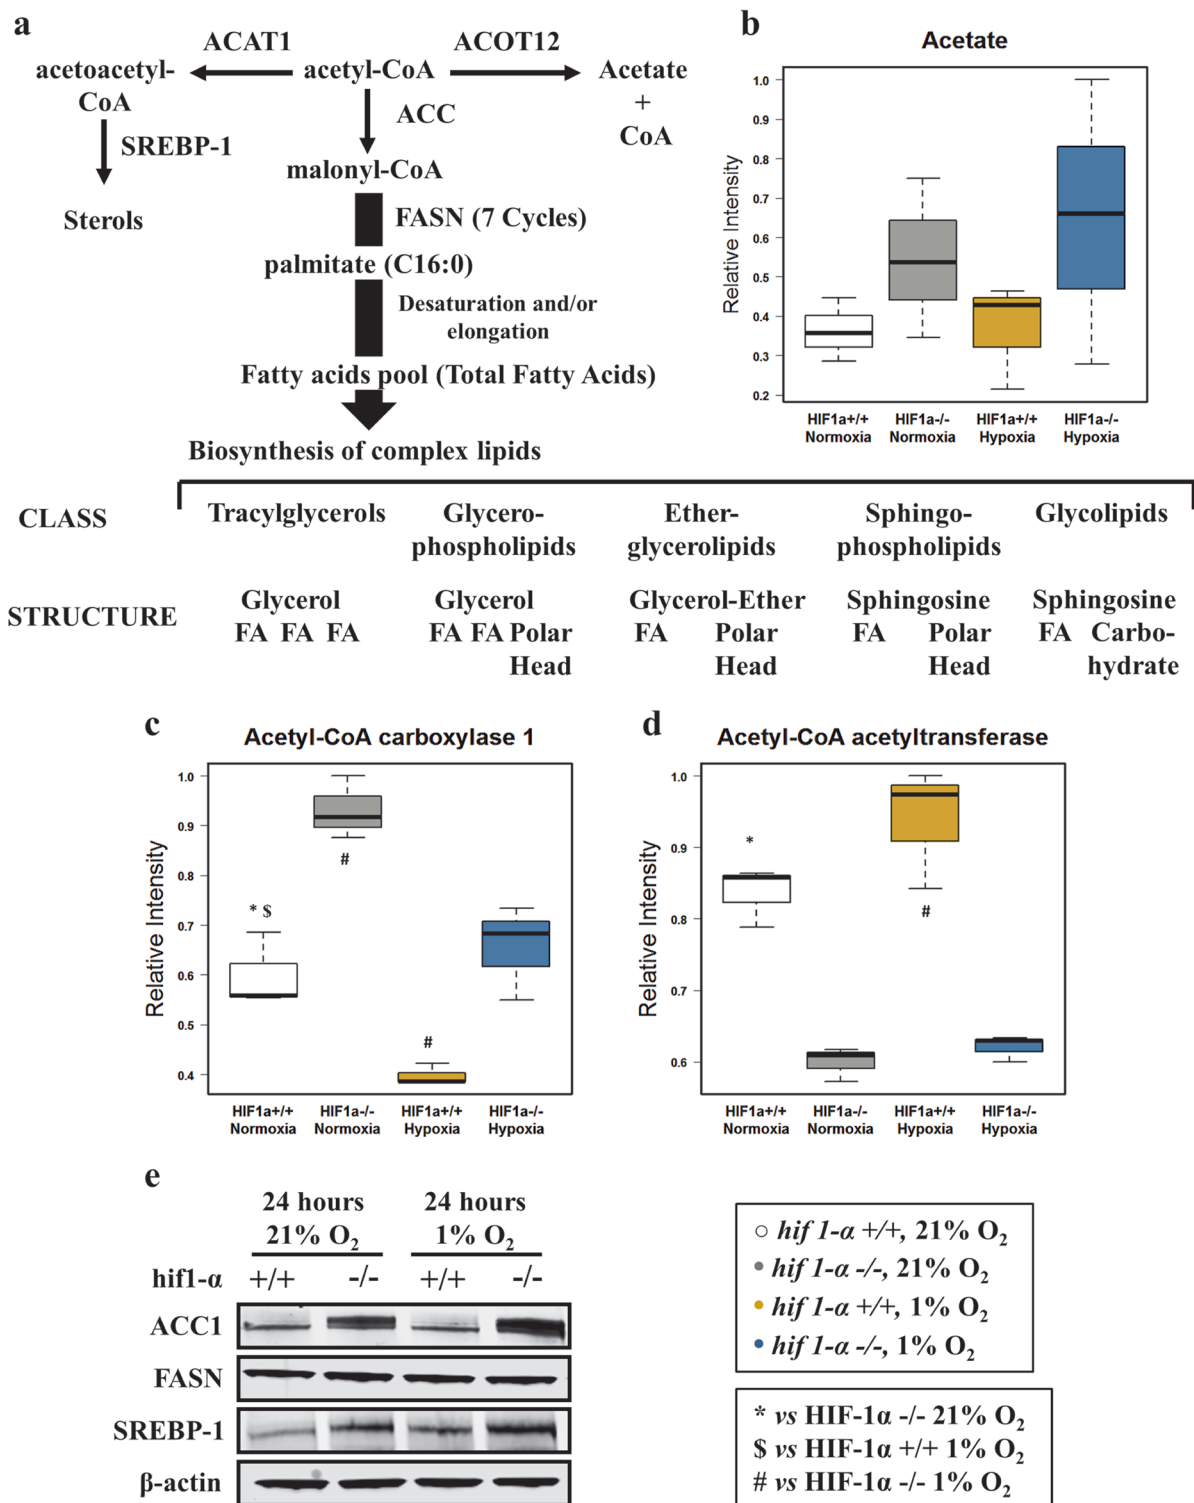 a
ACAT1
ACOT12
acetoacetyl-
CoA
acetyl-CoA
Acetate
+
CoA
SREBP-1
ACC
malonyl-CoA
Sterols
FASN (7 Cycles)
palmitate (C16:0)
Desaturation and/or
elongation
Fatty acids pool (Total Fatty Acids)
Biosynthesis of complex lipids
CLASS
Tracylglycerols
Glycero-
phospholipids
Ether-
glycerolipids
Sphingo-
phospholipids
Glycolipids
STRUCTURE
Glycerol
FA FA FA
Glycerol
FA FA Polar
Head
Glycerol-Ether
FA Polar
Head
Sphingosine
FA Polar
Head
Sphingosine
FA Carbo-
hydrate
b
Acetate
Relative Intensity
1.0
0.9
0.8
0.7
0.6
0.5
0.4
0.3
0.2
HIF1a+/+
Normoxia
HIF1a-/-
Normoxia
HIF1a+/+
Hypoxia
HIF1a-/-
Hypoxia
c
Acetyl-CoA carboxylase 1
Relative Intensity
1.0
0.9
0.8
0.7
0.6
0.5
0.4
* $
#
#
HIF1a+/+
Normoxia
HIF1a-/-
Normoxia
HIF1a+/+
Hypoxia
HIF1a-/-
Hypoxia
d
Acetyl-CoA acetyltransferase
Relative Intensity
1.0
0.9
0.8
0.7
0.6
*
#
HIF1a+/+
Normoxia
HIF1a-/-
Normoxia
HIF1a+/+
Hypoxia
HIF1a-/-
Hypoxia
e
24 hours
21% O₂
24 hours
1% O₂
hif1-α +/+ -/- +/+ -/-
ACC1
FASN
SREBP-1
β-actin
hif 1-α +/+, 21% O₂
hif 1-α -/-, 21% O₂
hif 1-α +/+, 1% O₂
hif 1-α -/-, 1% O₂
* vs HIF-1α -/- 21% O₂
$ vs HIF-1α +/+ 1% O₂
# vs HIF-1α -/- 1% O₂